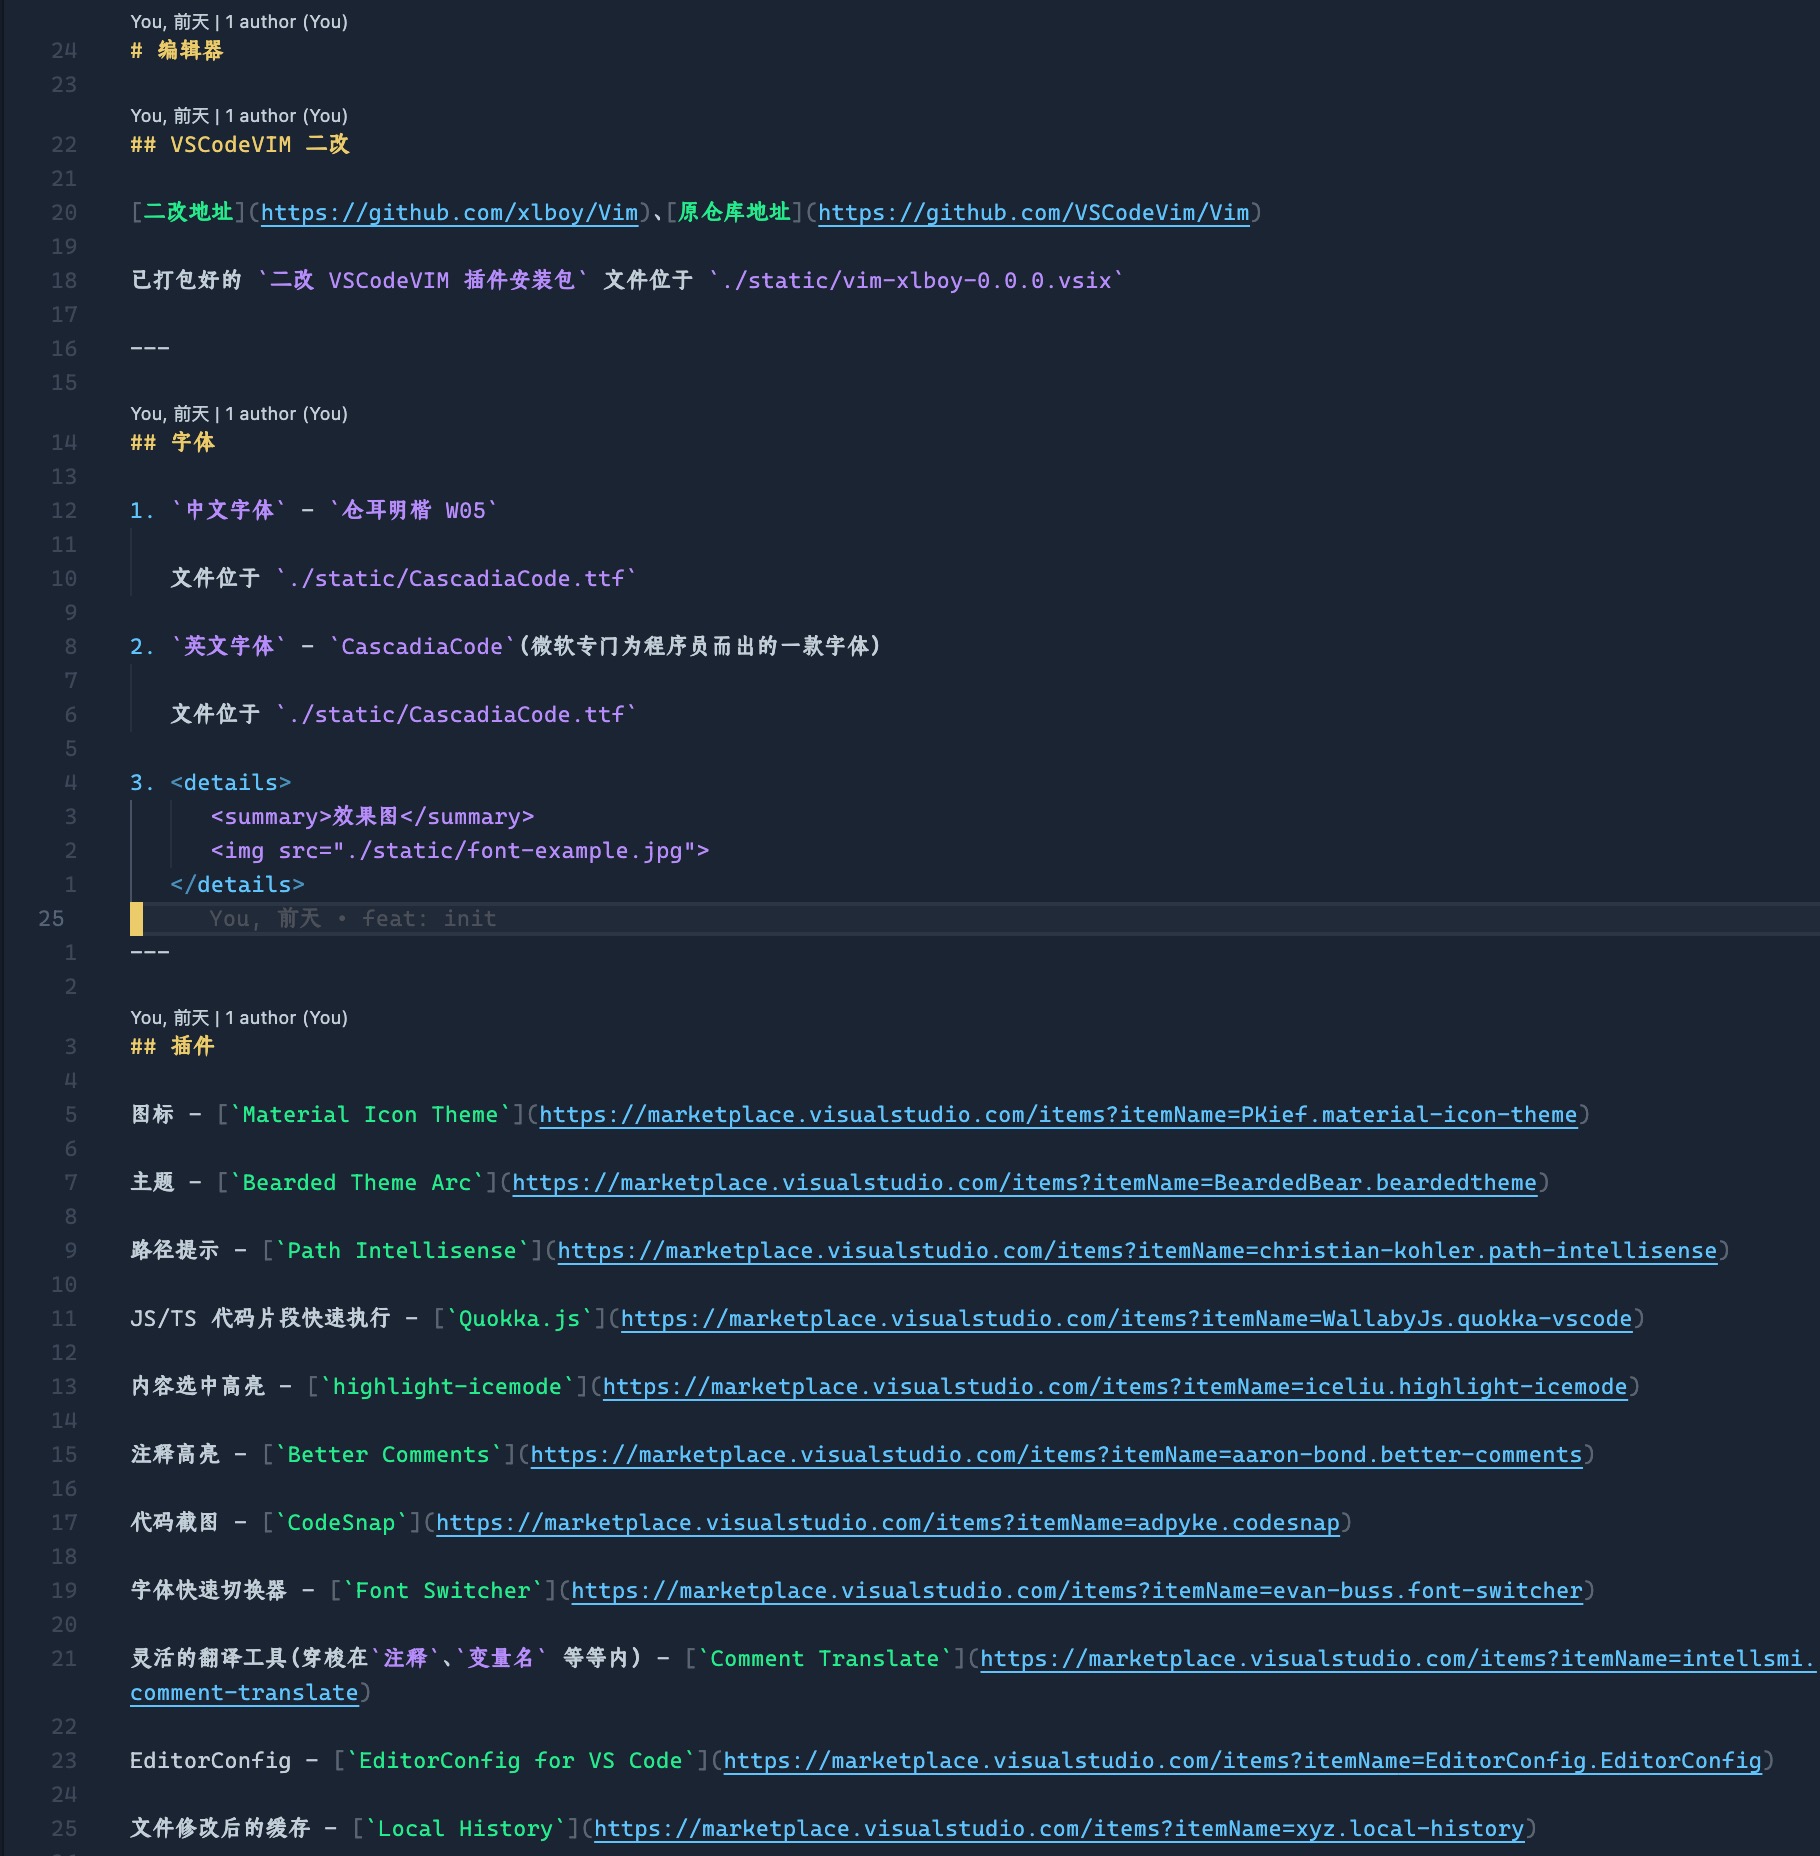 You, 前天 | 1 author (You)
24 # 编辑器
23
You, 前天 | 1 author (You)
22 ## VSCodeVIM 二改
21
20 [二改地址](https://github.com/xlboy/Vim)、[原仓库地址](https://github.com/VSCodeVim/Vim)
19
18 已打包好的 `二改 VSCodeVIM 插件安装包` 文件位于 `./static/vim-xlboy-0.0.0.vsix`
17
16 ---
15
You, 前天 | 1 author (You)
14 ## 字体
13
12 1. `中文字体` - `仓耳明楷 W05`
11
10 文件位于 `./static/CascadiaCode.ttf`
9
8 2. `英文字体` - `CascadiaCode`(微软专门为程序员而出的一款字体)
7
6 文件位于 `./static/CascadiaCode.ttf`
5
4 3. <details>
3 <summary>效果图</summary>
2 <img src="./static/font-example.jpg">
1 </details>
25 You, 前天 • feat: init
1 ---
2
You, 前天 | 1 author (You)
3 ## 插件
4
5 图标 - [`Material Icon Theme`](https://marketplace.visualstudio.com/items?itemName=PKief.material-icon-theme)
6
7 主题 - [`Bearded Theme Arc`](https://marketplace.visualstudio.com/items?itemName=BeardedBear.beardedtheme)
8
9 路径提示 - [`Path Intellisense`](https://marketplace.visualstudio.com/items?itemName=christian-kohler.path-intellisense)
10
11 JS/TS 代码片段快速执行 - [`Quokka.js`](https://marketplace.visualstudio.com/items?itemName=WallabyJs.quokka-vscode)
12
13 内容选中高亮 - [`highlight-icemode`](https://marketplace.visualstudio.com/items?itemName=iceliu.highlight-icemode)
14
15 注释高亮 - [`Better Comments`](https://marketplace.visualstudio.com/items?itemName=aaron-bond.better-comments)
16
17 代码截图 - [`CodeSnap`](https://marketplace.visualstudio.com/items?itemName=adpyke.codesnap)
18
19 字体快速切换器 - [`Font Switcher`](https://marketplace.visualstudio.com/items?itemName=evan-buss.font-switcher)
20
21 灵活的翻译工具(穿梭在`注释`、`变量名` 等等内) - [`Comment Translate`](https://marketplace.visualstudio.com/items?itemName=intellsmi.
comment-translate)
22
23 EditorConfig - [`EditorConfig for VS Code`](https://marketplace.visualstudio.com/items?itemName=EditorConfig.EditorConfig)
24
25 文件修改后的缓存 - [`Local History`](https://marketplace.visualstudio.com/items?itemName=xyz.local-history)